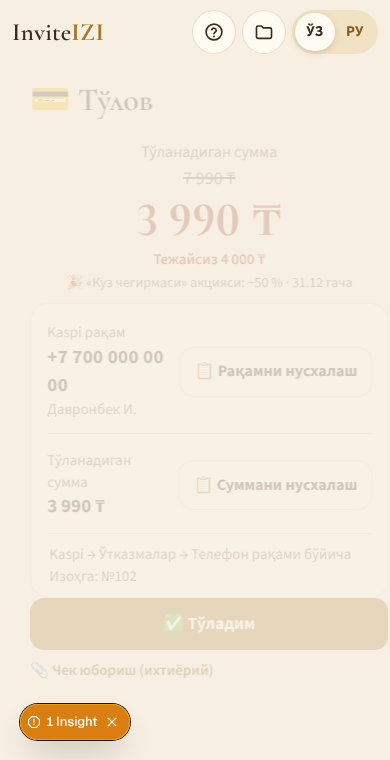 InviteIZI
ЎЗ
РУ
Тўлов
Тўланадиган сумма
7 990 ₸
3 990 ₸
Тежайсиз 4 000 ₸
«Куз чегирмаси» акцияси: −50 % · 31.12 гача
Kaspi рақам
+7 700 000 00
00
Давронбек И.
Рақамни нусхалаш
Тўланадиган
сумма
3 990 ₸
Суммани нусхалаш
Kaspi → Ўтказмалар → Телефон рақами бўйича
Изоҳга: №102
Тўладим
Чек юбориш (ихтиёрий)
1 Insight